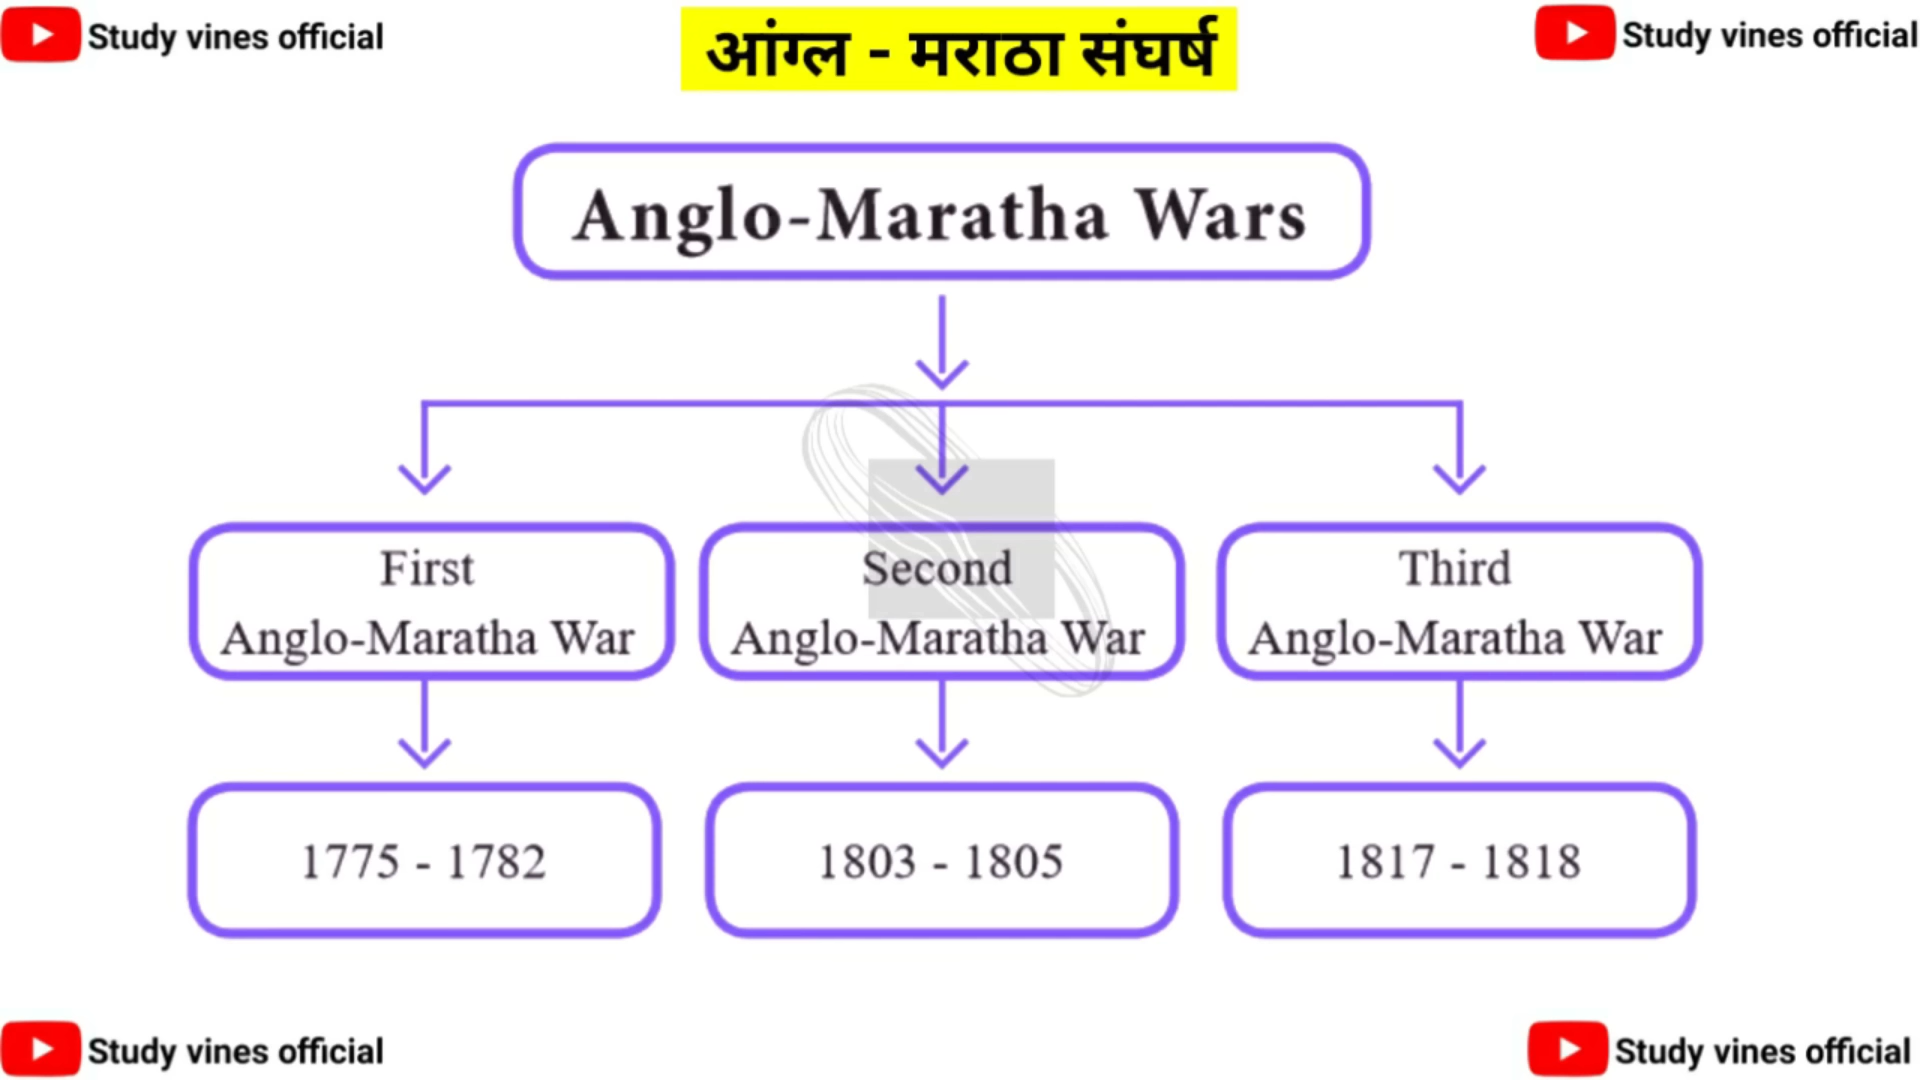 Study vines official
आंग्ल - मराठा संघर्ष
Study vines official
Anglo-Maratha Wars
First
Anglo-Maratha War
Second
Anglo-Maratha War
Third
Anglo-Maratha War
1775 - 1782
1803 - 1805
1817 - 1818
Study vines official
Study vines official